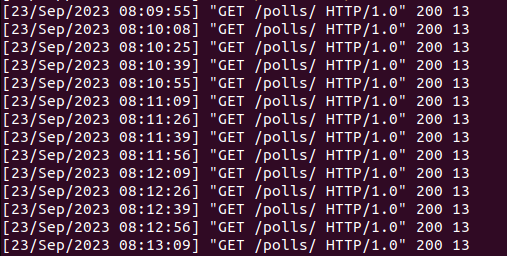 [23/Sep/2023 08:09:55] "GET /polls/ HTTP/1.0" 200 13
[23/Sep/2023 08:10:08] "GET /polls/ HTTP/1.0" 200 13
[23/Sep/2023 08:10:25] "GET /polls/ HTTP/1.0" 200 13
[23/Sep/2023 08:10:39] "GET /polls/ HTTP/1.0" 200 13
[23/Sep/2023 08:10:55] "GET /polls/ HTTP/1.0" 200 13
[23/Sep/2023 08:11:09] "GET /polls/ HTTP/1.0" 200 13
[23/Sep/2023 08:11:26] "GET /polls/ HTTP/1.0" 200 13
[23/Sep/2023 08:11:39] "GET /polls/ HTTP/1.0" 200 13
[23/Sep/2023 08:11:56] "GET /polls/ HTTP/1.0" 200 13
[23/Sep/2023 08:12:09] "GET /polls/ HTTP/1.0" 200 13
[23/Sep/2023 08:12:26] "GET /polls/ HTTP/1.0" 200 13
[23/Sep/2023 08:12:39] "GET /polls/ HTTP/1.0" 200 13
[23/Sep/2023 08:12:56] "GET /polls/ HTTP/1.0" 200 13
[23/Sep/2023 08:13:09] "GET /polls/ HTTP/1.0" 200 13